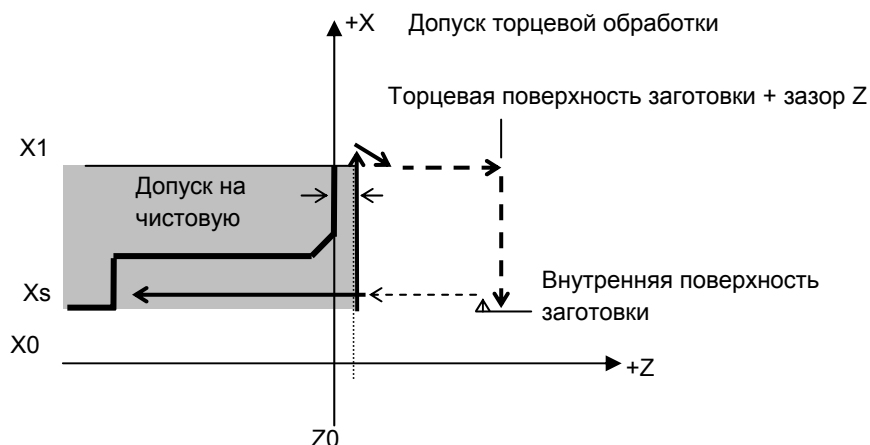 +X
Допуск торцевой обработки
Торцевая поверхность заготовки + зазор Z
X1
Допуск на
чистовую
Xs
Внутренняя поверхность
заготовки
X0
+Z
Z0